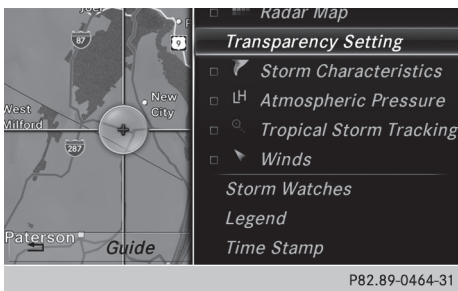 Radar Map
Transparency Setting
Storm Characteristics
LH Atmospheric Pressure
Tropical Storm Tracking
Winds
Storm Watches
Legend
Time Stamp
87
9
New
City
West
Milford
287
Paterson
Guide
P82.89-0464-31